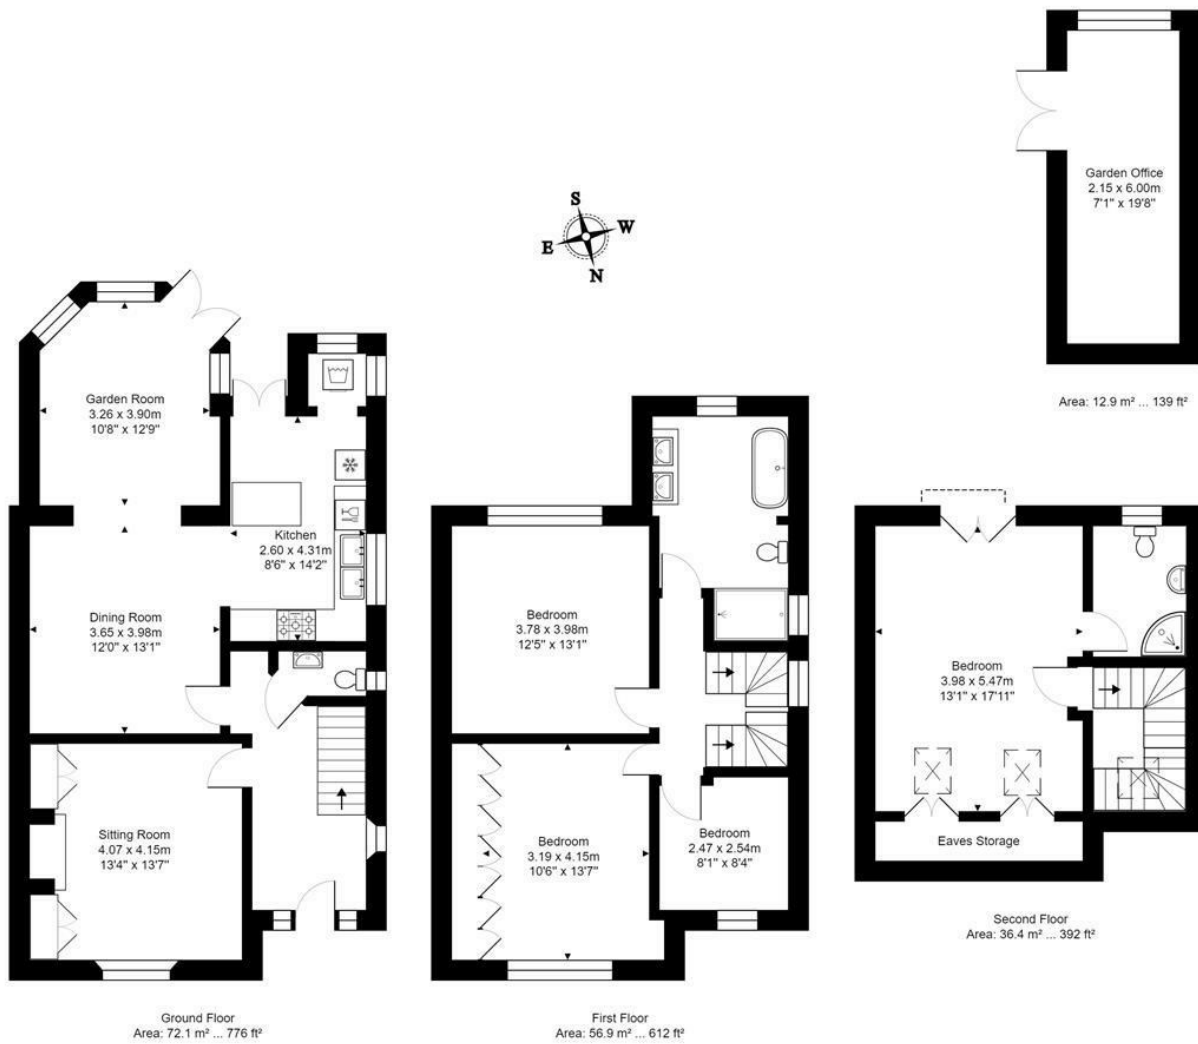 Garden Office
2.15 x 6.00m
7'1" x 19'8"
Area: 12.9 m² ... 139 ft²
S
W
E
N
Garden Room
3.26 x 3.90m
10'8" x 12'9"
Kitchen
2.60 x 4.31m
8'6" x 14'2"
Dining Room
3.65 x 3.98m
12'0" x 13'1"
Sitting Room
4.07 x 4.15m
13'4" x 13'7"
Ground Floor
Area: 72.1 m² ... 776 ft²
Bedroom
3.78 x 3.98m
12'5" x 13'1"
Bedroom
3.19 x 4.15m
10'6" x 13'7"
Bedroom
2.47 x 2.54m
8'1" x 8'4"
First Floor
Area: 56.9 m² ... 612 ft²
Bedroom
3.98 x 5.47m
13'1" x 17'11"
Eaves Storage
Second Floor
Area: 36.4 m² ... 392 ft²